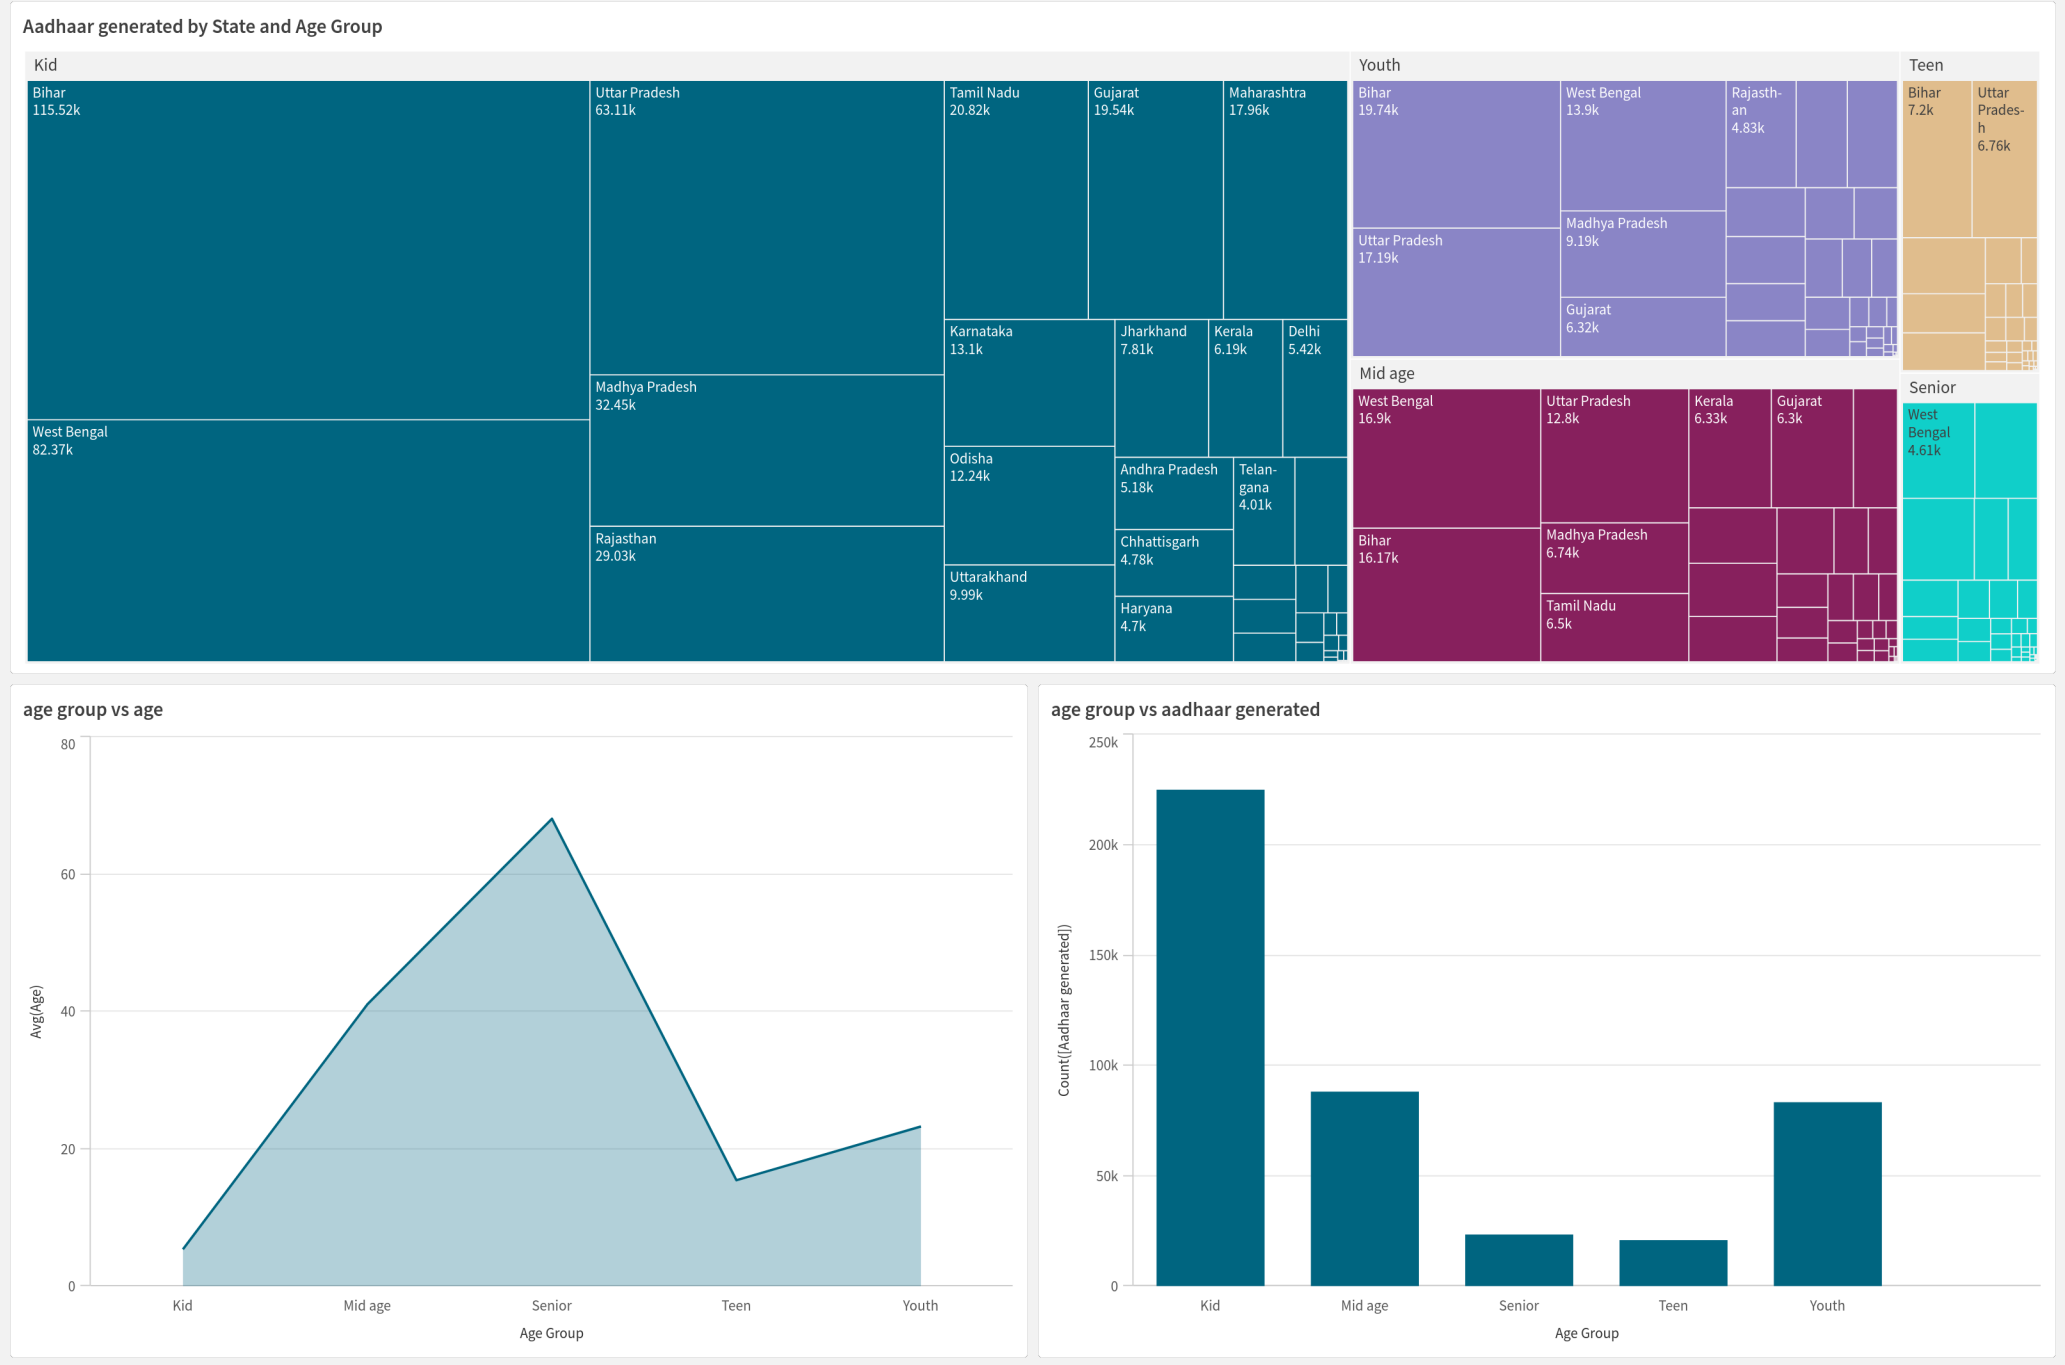 Aadhaar generated by State and Age Group
Kid
Bihar
115.52k
West Bengal
82.37k
Uttar Pradesh
63.11k
Madhya Pradesh
32.45k
Rajasthan
29.03k
Tamil Nadu
20.82k
Gujarat
19.54k
Maharashtra
17.96k
Karnataka
13.1k
Odisha
12.24k
Uttarakhand
9.99k
Jharkhand
7.81k
Kerala
6.19k
Delhi
5.42k
Andhra Pradesh
5.18k
Chhattisgarh
4.78k
Haryana
4.7k
Telan-
gana
4.01k
Youth
Bihar
19.74k
Uttar Pradesh
17.19k
West Bengal
13.9k
Madhya Pradesh
9.19k
Gujarat
6.32k
Rajasth-
an
4.83k
Mid age
West Bengal
16.9k
Bihar
16.17k
Uttar Pradesh
12.8k
Madhya Pradesh
6.74k
Tamil Nadu
6.5k
Kerala
6.33k
Gujarat
6.3k
Teen
Bihar
7.2k
Uttar
Prades-
h
6.76k
Senior
West
Bengal
4.61k
age group vs age
80
60
40
20
0
Avg(Age)
Kid
Mid age
Senior
Teen
Youth
Age Group
age group vs aadhaar generated
250k
200k
150k
100k
50k
0
Count([Aadhaar generated])
Kid
Mid age
Senior
Teen
Youth
Age Group